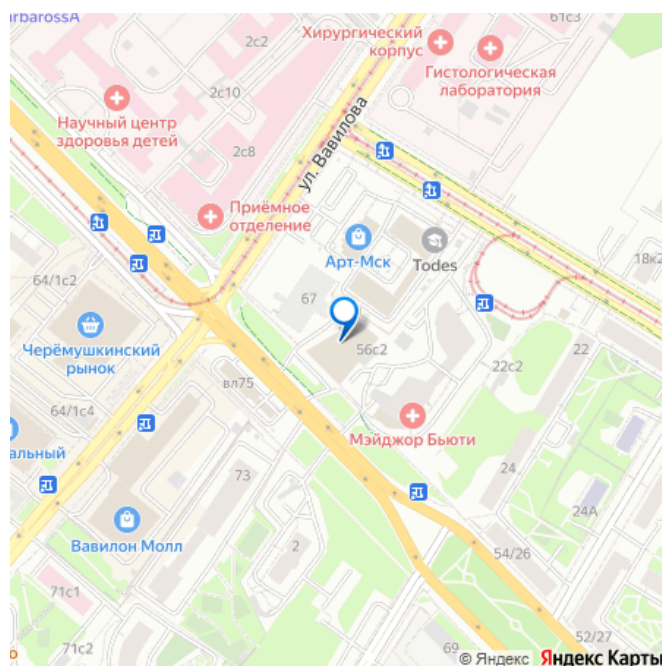 arbarossA
2с2
Хирургический
корпус
61с3
Гистологическая
лаборатория
2с10
Научный центр
здоровья детей
2с8
ул. Вавилова
Приёмное
отделение
64/1с2
Арт-Мск
Todes
18к2
67
Черёмушкинский
рынок
56с2
22
22с2
вл75
64/1с4
Мэйджор Бьюти
альный
73
24
24А
Вавилон Молл
2
54/26
71с1
71с2
69
52/27
© Яндекс Яндекс Карты